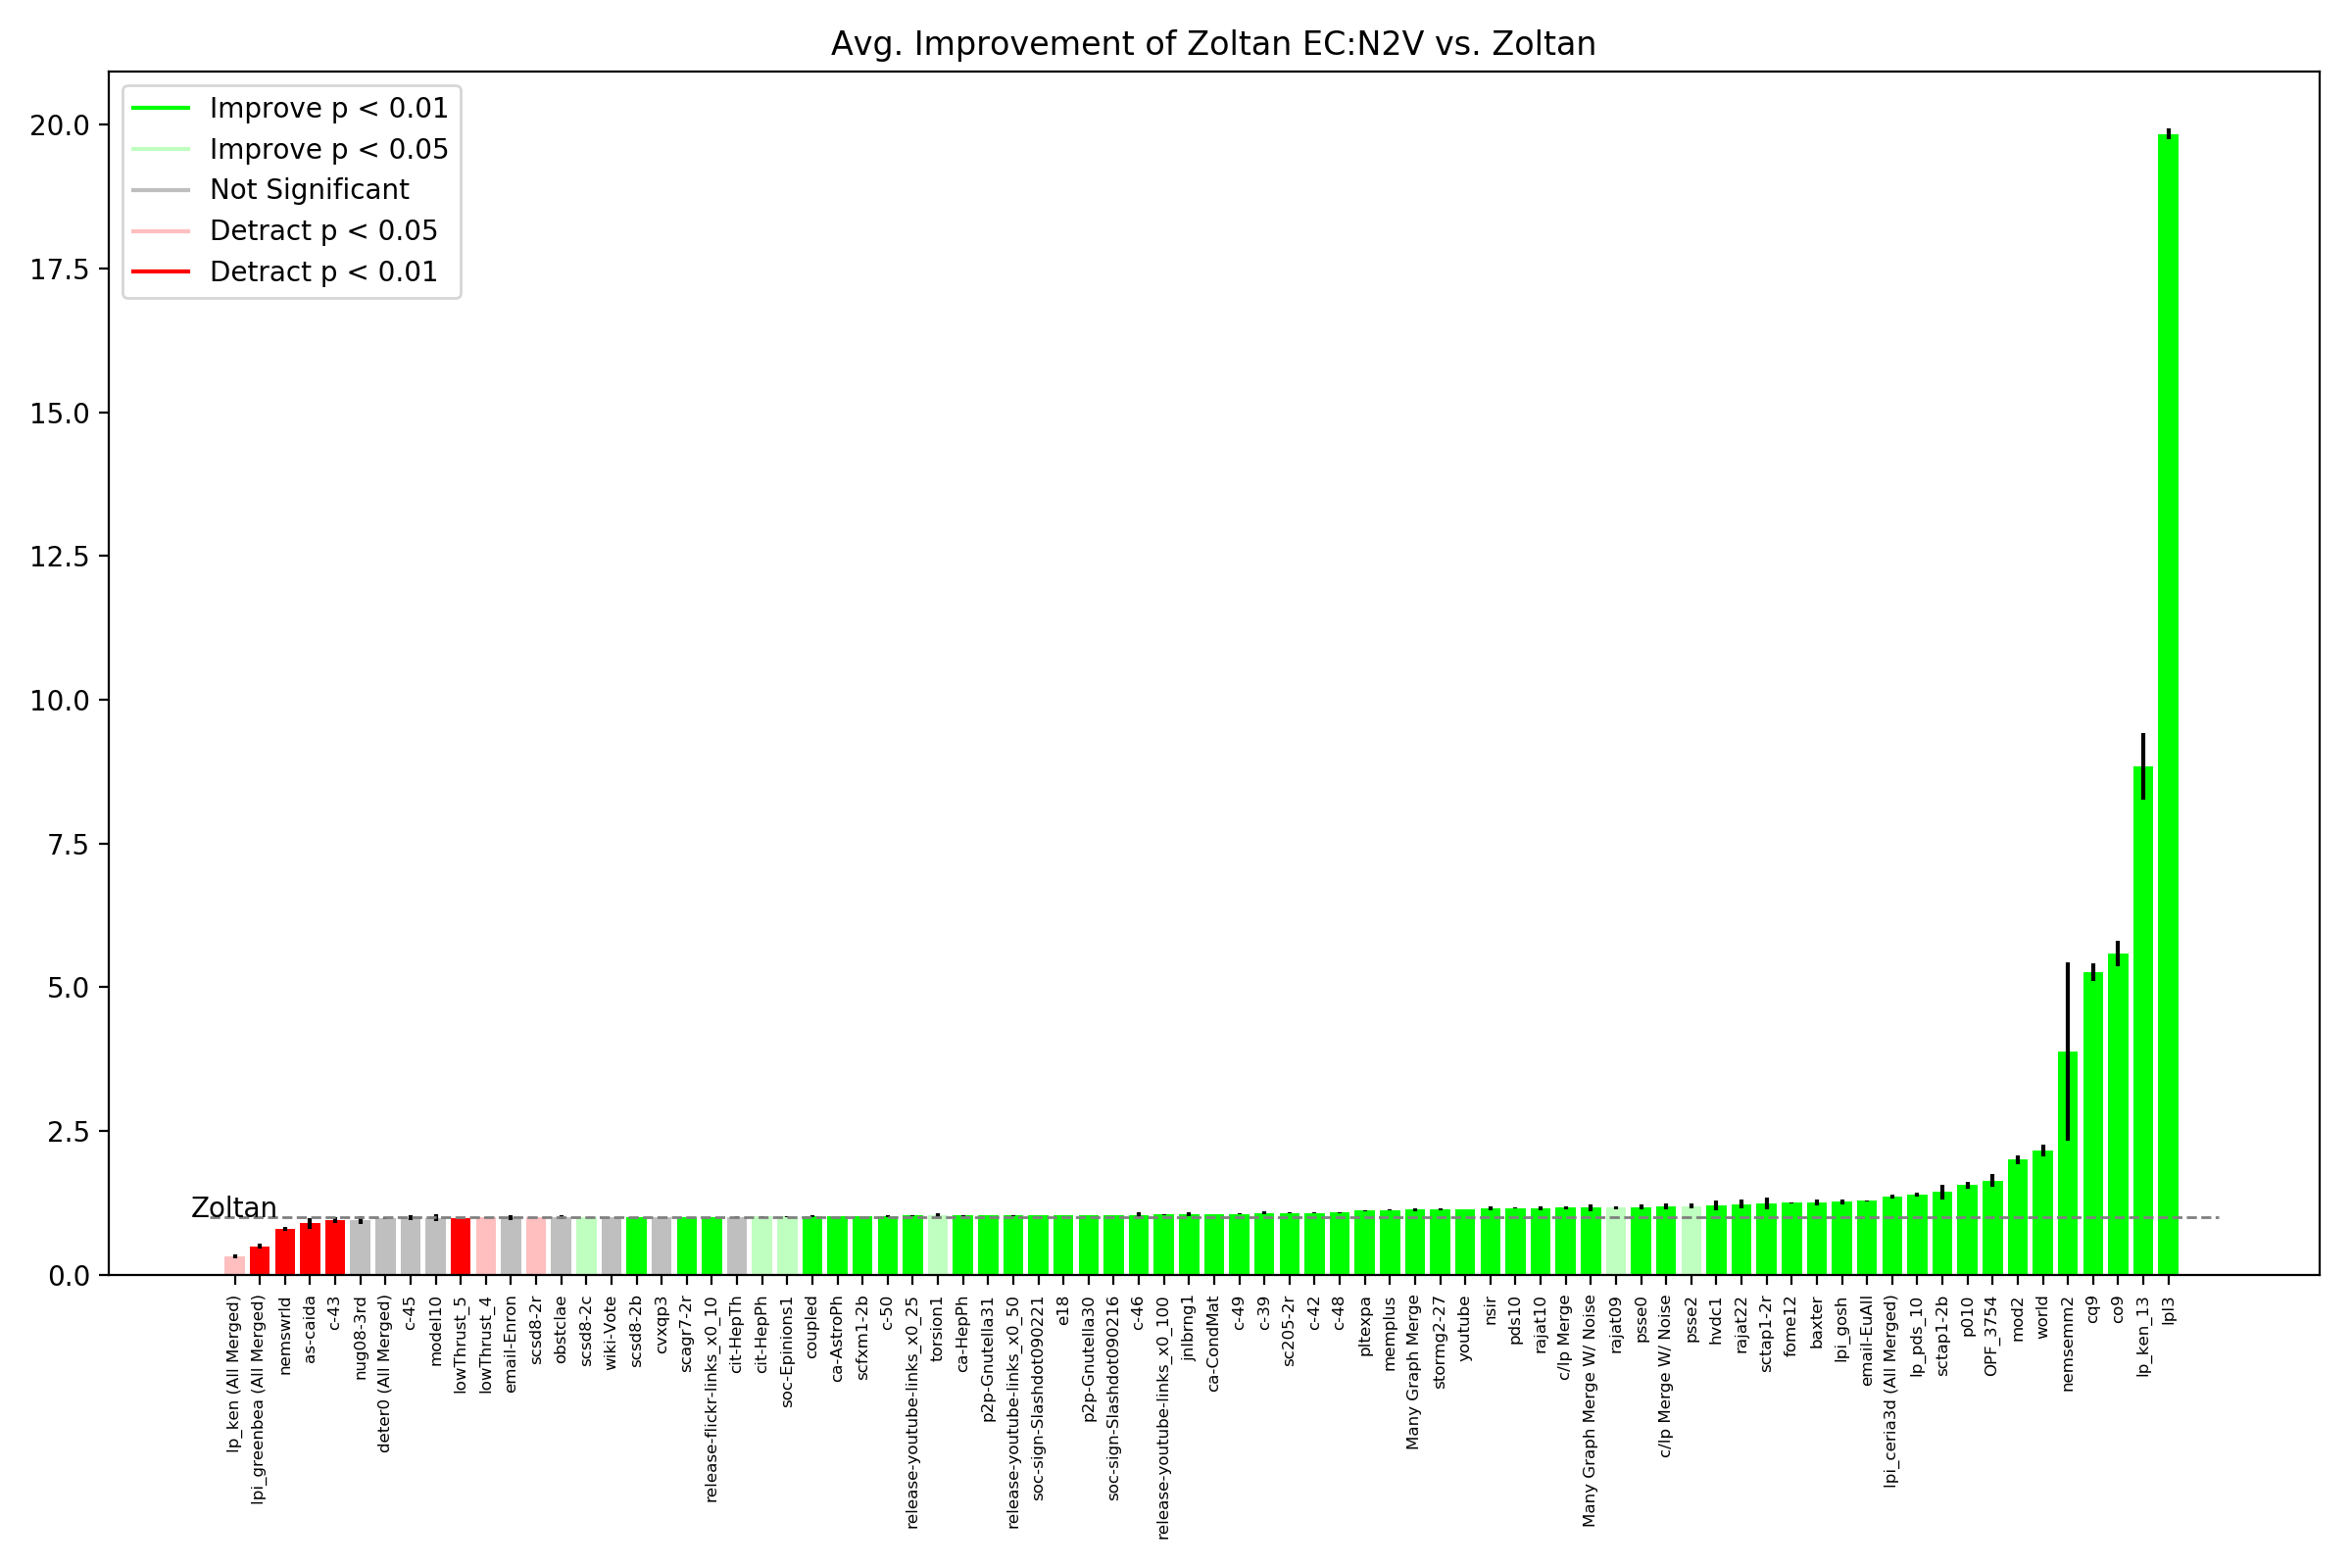 Avg. Improvement of Zoltan EC:N2V vs. Zoltan
Improve p < 0.01
Improve p < 0.05
Not Significant
Detract p < 0.05
Detract p < 0.01
20.0
17.5
15.0
12.5
10.0
7.5
5.0
2.5
0.0
Zoltan
lp_ken (All Merged)
lpi_greenbea (All Merged)
nemswrld
as-caida
c-43
nug08-3rd
deter0 (All Merged)
c-45
model10
lowThrust_5
lowThrust_4
email-Enron
scsd8-2r
obstclae
scsd8-2c
wiki-Vote
scsd8-2b
cvxqp3
scagr7-2r
release-flickr-links_x0_10
cit-HepTh
cit-HepPh
soc-Epinions1
coupled
ca-AstroPh
scfxm1-2b
c-50
release-youtube-links_x0_25
torsion1
ca-HepPh
p2p-Gnutella31
release-youtube-links_x0_50
soc-sign-Slashdot090221
e18
p2p-Gnutella30
soc-sign-Slashdot090216
c-46
release-youtube-links_x0_100
jnlbrng1
ca-CondMat
c-49
c-39
sc205-2r
c-42
c-48
pltexpa
memplus
Many Graph Merge
stormg2-27
youtube
nsir
pds10
rajat10
c/lp Merge
Many Graph Merge W/ Noise
rajat09
psse0
c/lp Merge W/ Noise
psse2
hvdc1
rajat22
sctap1-2r
fome12
baxter
lpi_gosh
email-EuAll
lpi_ceria3d (All Merged)
lp_pds_10
sctap1-2b
p010
OPF_3754
mod2
world
nemsemm2
cq9
co9
lp_ken_13
lpl3